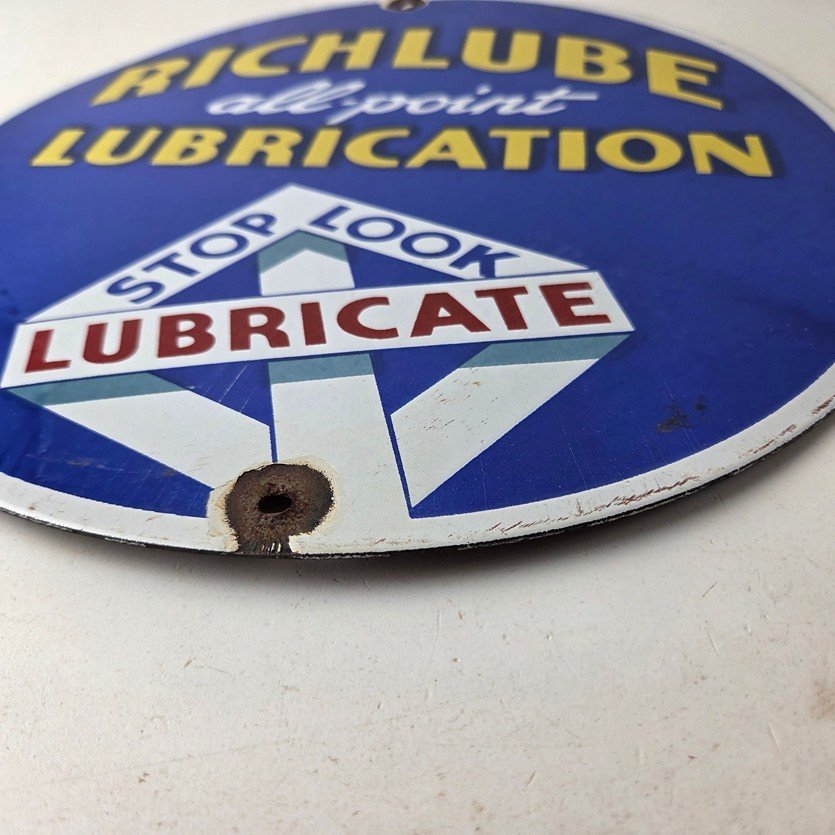 RICHLUBE
all-point
LUBRICATION
STOP LOOK
LUBRICATE